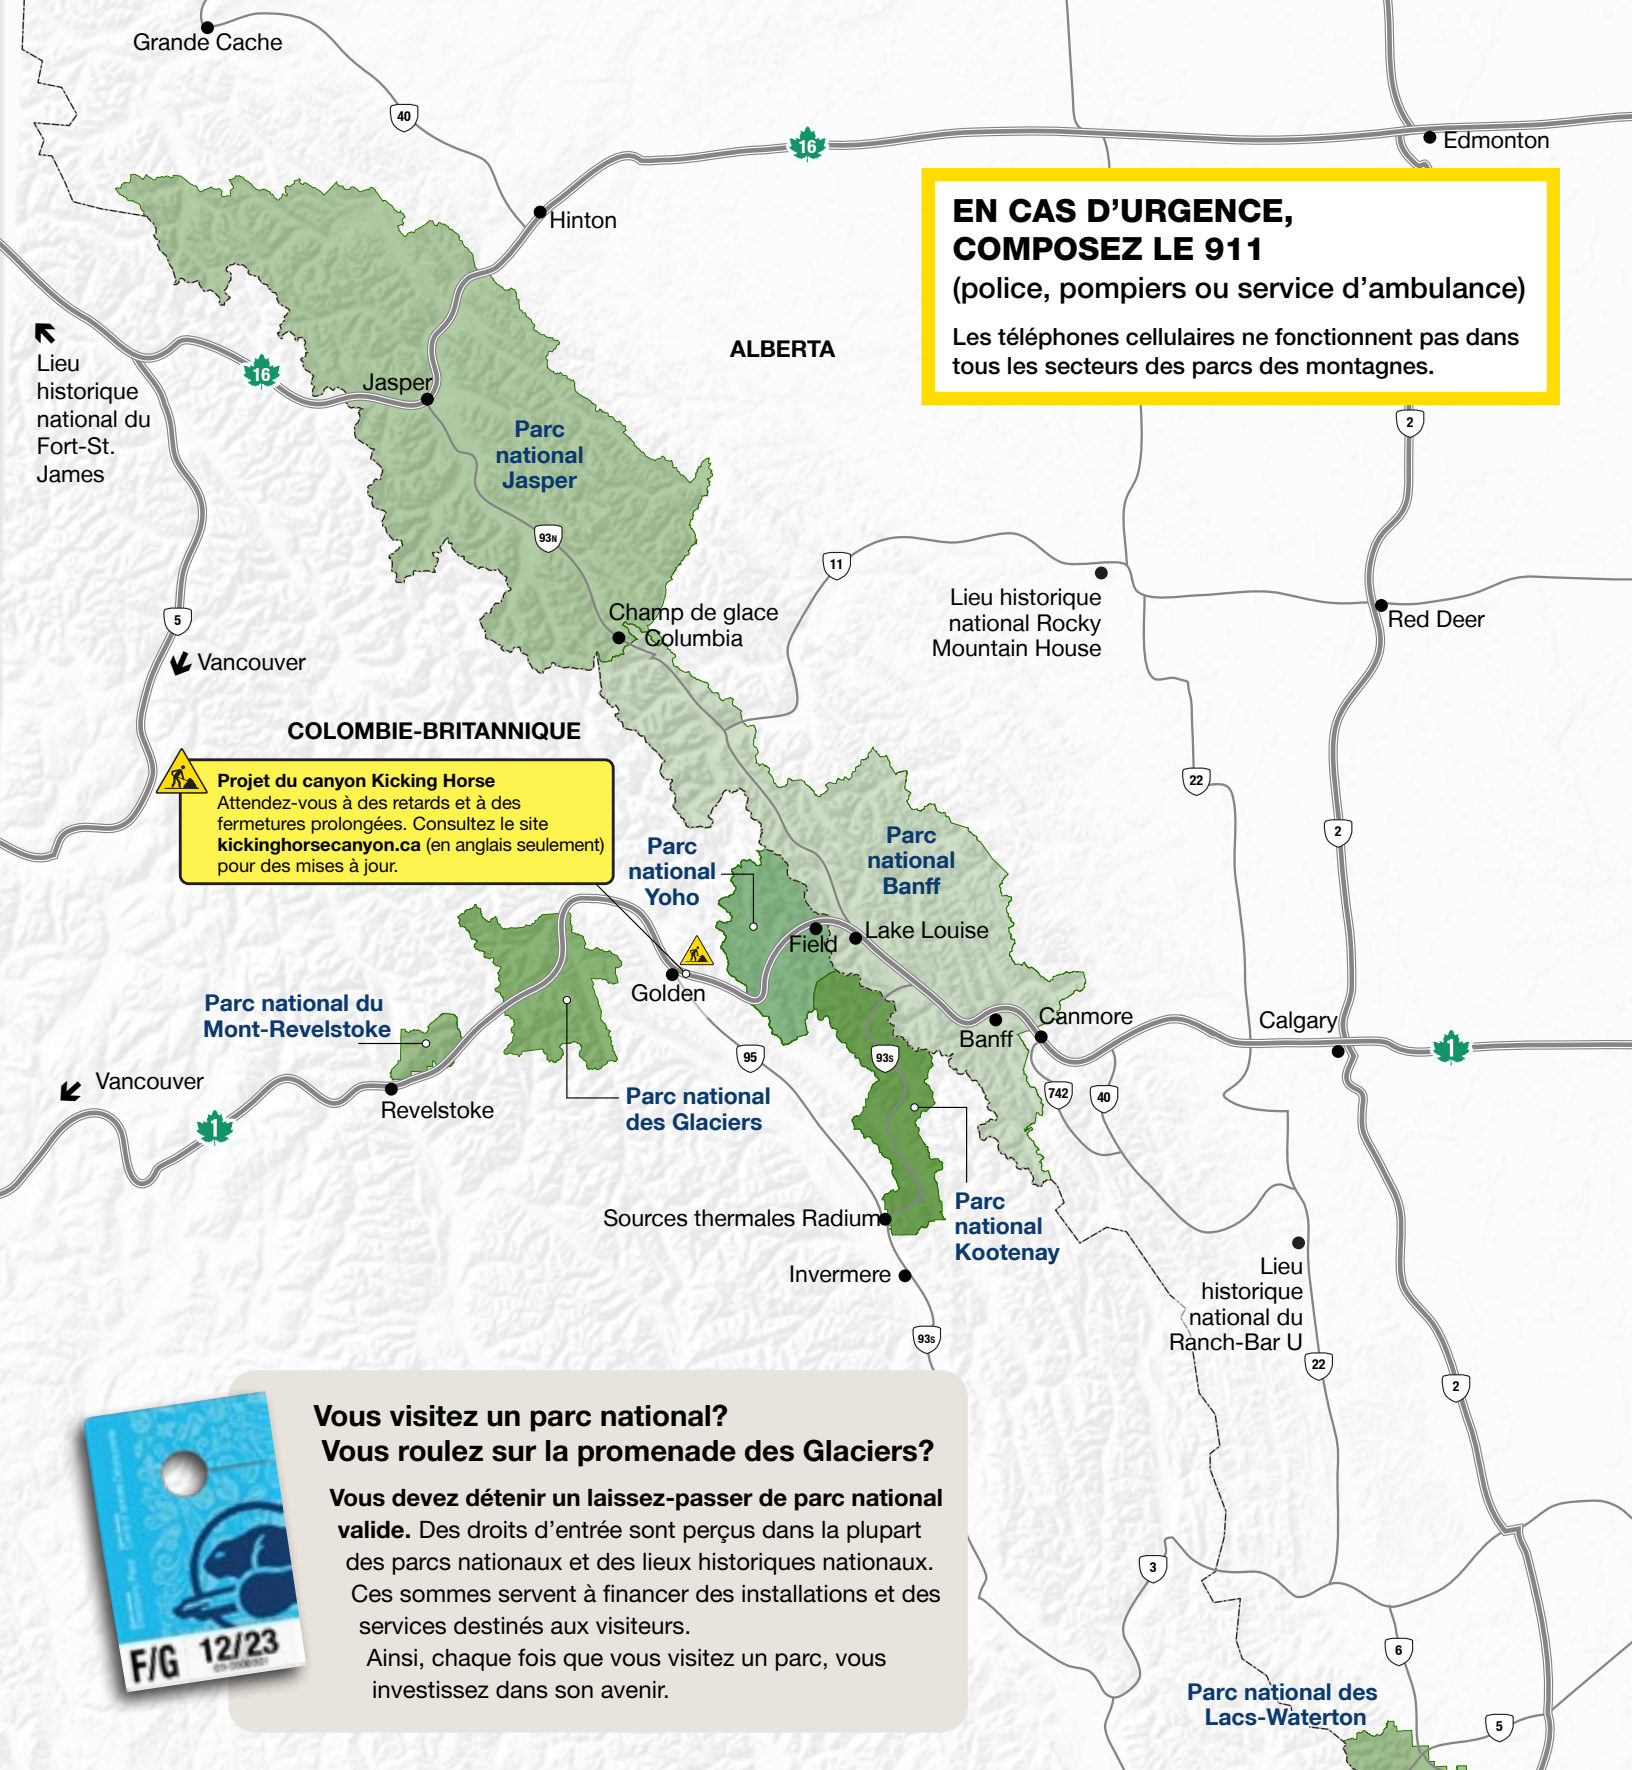 Grande Cache
40
16
Edmonton
Hinton
EN CAS D’URGENCE,
COMPOSEZ LE 911
(police, pompiers ou service d’ambulance)
Les téléphones cellulaires ne fonctionnent pas dans
tous les secteurs des parcs des montagnes.
ALBERTA
Lieu
historique
national du
Fort-St.
James
16
Jasper
Parc
national
Jasper
2
93N
11
5
Champ de glace
Columbia
Lieu historique
national Rocky
Mountain House
Red Deer
Vancouver
COLOMBIE-BRITANNIQUE
Projet du canyon Kicking Horse
Attendez-vous à des retards et à des
fermetures prolongées. Consultez le site
kickinghorsecanyon.ca (en anglais seulement)
pour des mises à jour.
22
2
Parc
national
Yoho
Parc
national
Banff
Field
Lake Louise
Golden
Parc national du
Mont-Revelstoke
Banff
Canmore
Calgary
1
95
93S
742
40
Vancouver
1
Revelstoke
Parc national
des Glaciers
Sources thermales Radium
Parc
national
Kootenay
Invermere
Lieu
historique
national du
Ranch-Bar U
93S
22
2
Vous visitez un parc national?
Vous roulez sur la promenade des Glaciers?
Vous devez détenir un laissez-passer de parc national
valide. Des droits d’entrée sont perçus dans la plupart
des parcs nationaux et des lieux historiques nationaux.
Ces sommes servent à financer des installations et des
services destinés aux visiteurs.
Ainsi, chaque fois que vous visitez un parc, vous
investissez dans son avenir.
F/G 12/23
3
6
Parc national des
Lacs-Waterton
5